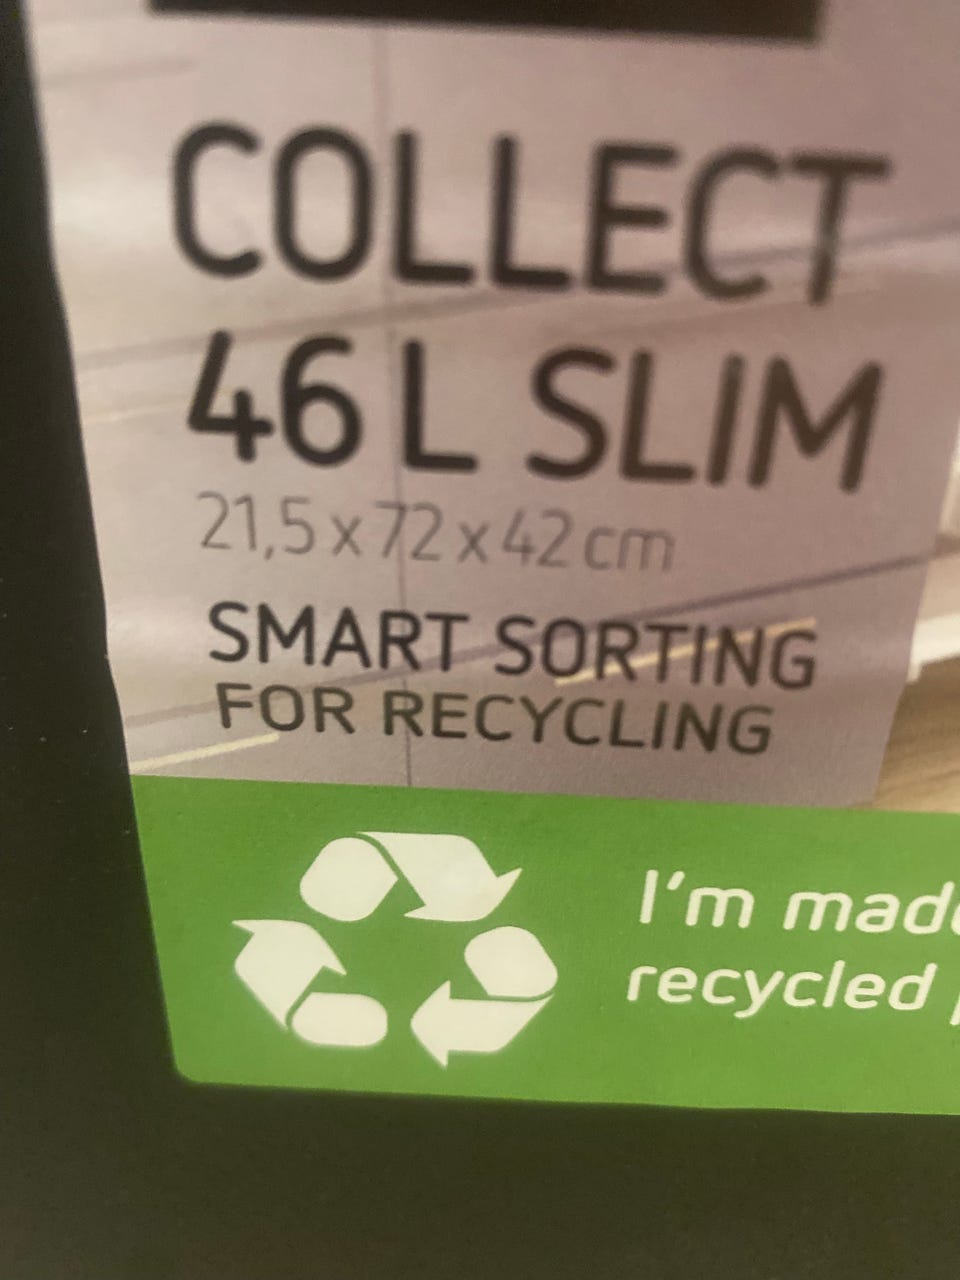 COLLECT
46 L SLIM
21,5 x 72 x 42 cm
SMART SORTING
FOR RECYCLING
I'm made
recycled